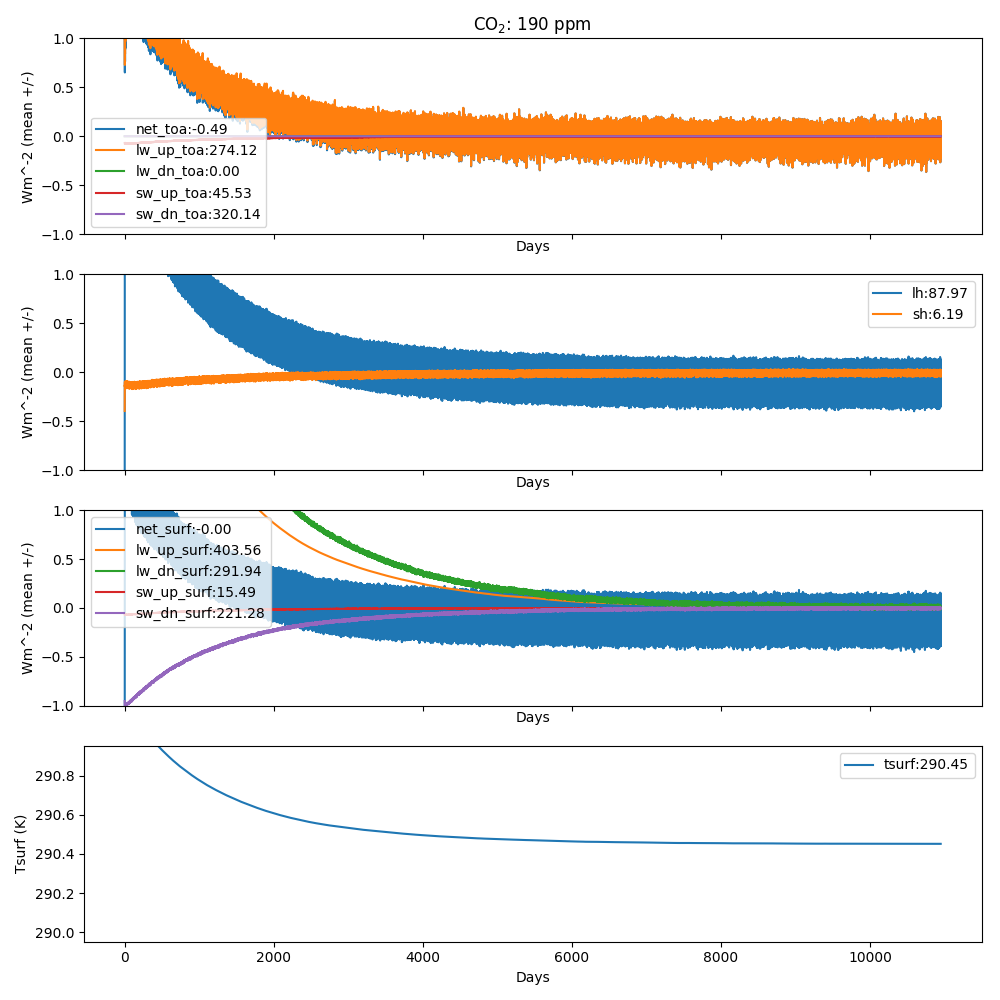 CO₂: 190 ppm
Wm^-2 (mean +/-)
1.0
0.5
0.0
−0.5
−1.0
net_toa:-0.49
lw_up_toa:274.12
lw_dn_toa:0.00
sw_up_toa:45.53
sw_dn_toa:320.14
Days
Wm^-2 (mean +/-)
1.0
0.5
0.0
−0.5
−1.0
lh:87.97
sh:6.19
Days
Wm^-2 (mean +/-)
1.0
0.5
0.0
−0.5
−1.0
net_surf:-0.00
lw_up_surf:403.56
lw_dn_surf:291.94
sw_up_surf:15.49
sw_dn_surf:221.28
Days
Tsurf (K)
290.8
290.6
290.4
290.2
290.0
tsurf:290.45
0 2000 4000 6000 8000 10000
Days